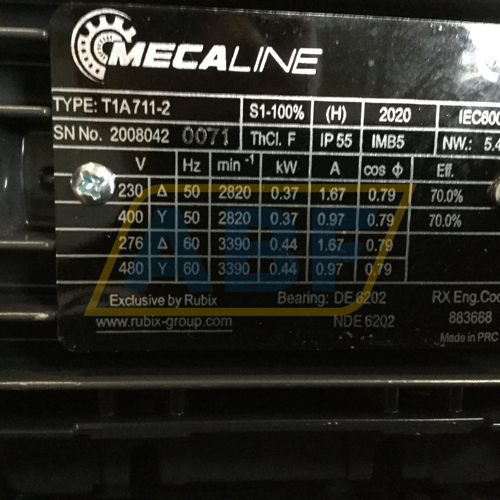 MECALINE
TYPE: T1A711-2 S1-100% (H) 2020 IEC600
SN No. 2008042 0071 ThCl. F IP 55 IMB5 NW.: 5.4
V Hz min⁻¹ kW A cos ϕ Eff.
230 Δ 50 2820 0.37 1.67 0.79 70.0%
400 Y 50 2820 0.37 0.97 0.79 70.0%
276 Δ 60 3390 0.44 1.67 0.79
480 Y 60 3390 0.44 0.97 0.79
ABF
Exclusive by Rubix Bearing: DE 6202 RX Eng.Cod
www.rubix-group.com NDE 6202 883688
Made in PRC